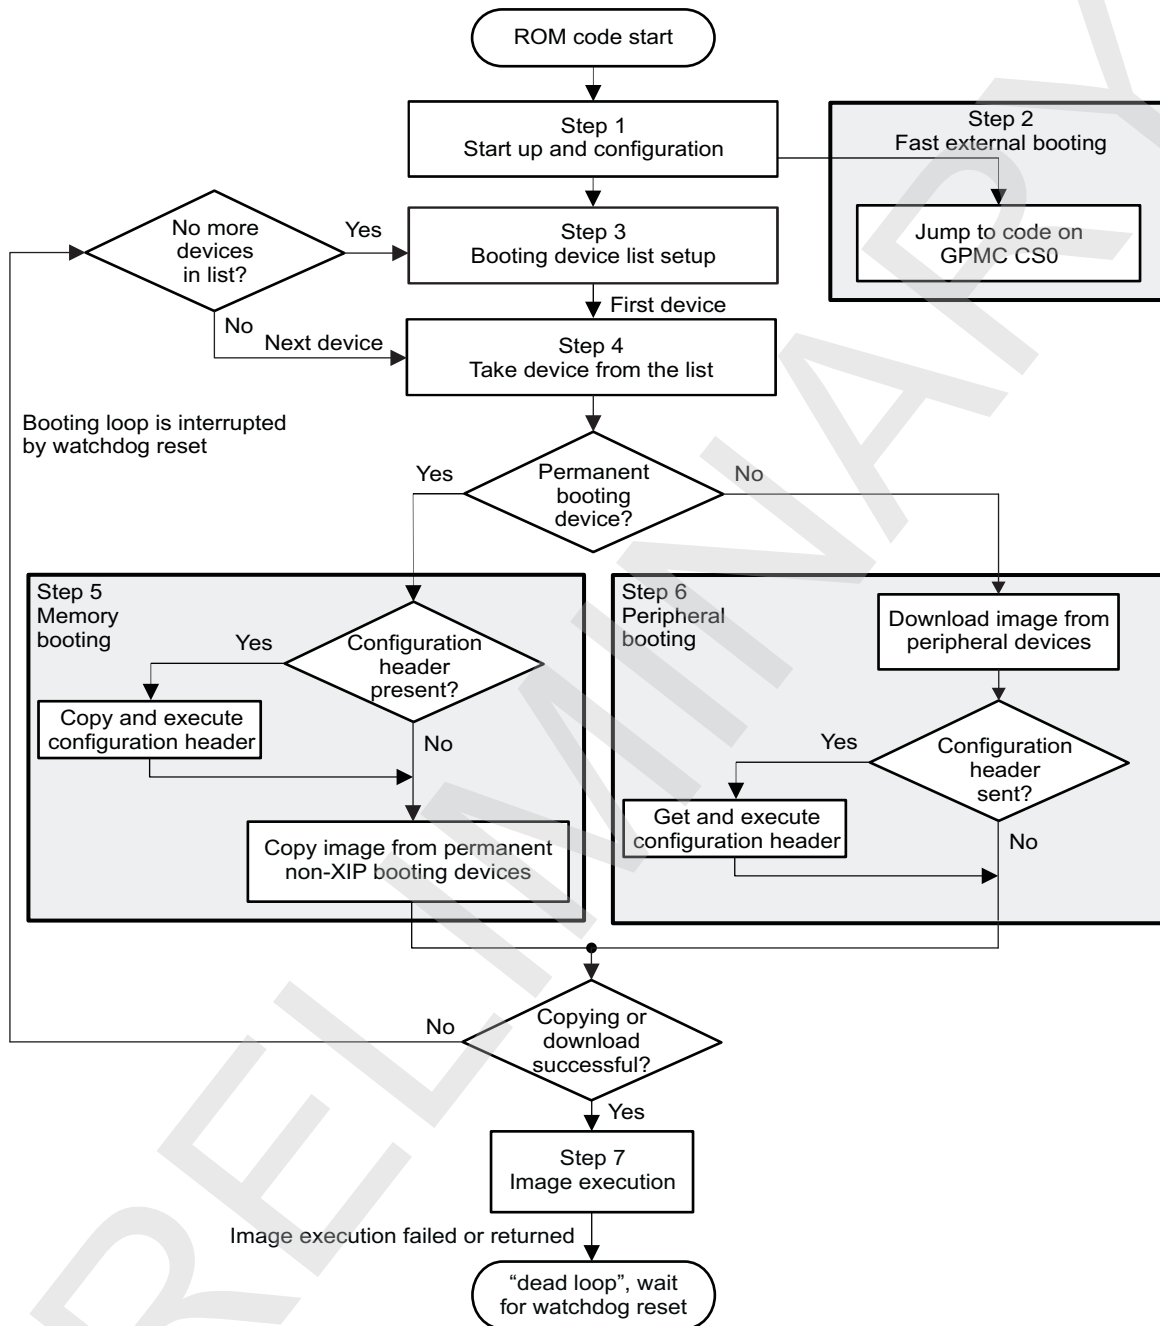 ROM code start
Step 1
Start up and configuration
Step 2
Fast external booting
Jump to code on
GPMC CS0
No more
devices
in list?
Yes
Step 3
Booting device list setup
First device
No
Next device
Step 4
Take device from the list
Booting loop is interrupted
by watchdog reset
Permanent
booting
device?
Yes
No
Step 5
Memory
booting
Configuration
header
present?
Yes
Copy and execute
configuration header
No
Copy image from permanent
non-XIP booting devices
Step 6
Peripheral
booting
Download image from
peripheral devices
Configuration
header
sent?
Yes
Get and execute
configuration header
No
Copying or
download
successful?
No
Yes
Step 7
Image execution
Image execution failed or returned
“dead loop”, wait
for watchdog reset
RELIMINARY